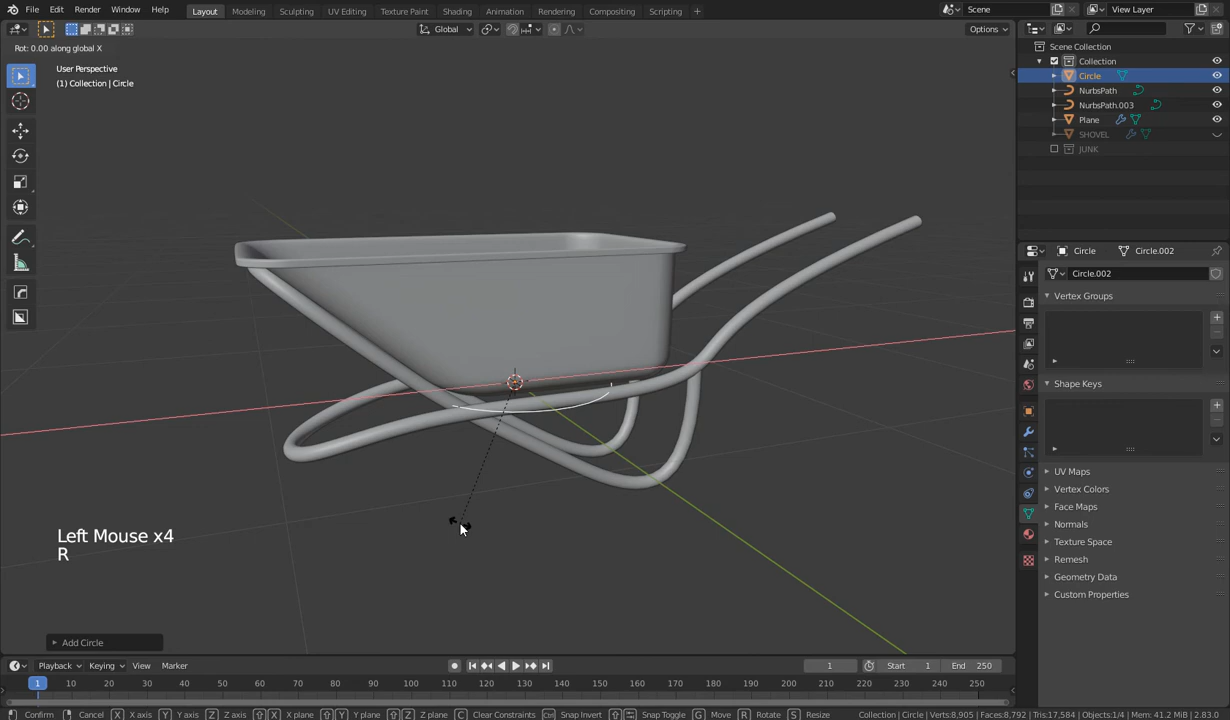 File Edit Render Window Help
Layout Modeling Sculpting UV Editing Texture Paint Shading Animation Rendering Compositing Scripting +
Scene View Layer
Global Options
Rot: 0.00 along global X
User Perspective
(1) Collection | Circle
Scene Collection
Collection
Circle
NurbsPath
NurbsPath.003
Plane
SHOVEL
JUNK
Circle Circle.002
Circle.002
Vertex Groups
Shape Keys
UV Maps
Vertex Colors
Face Maps
Normals
Texture Space
Remesh
Geometry Data
Custom Properties
Left Mouse x4
R
Add Circle
Playback Keying View Marker 1 Start 1 End 250
1 10 20 30 40 50 60 70 80 90 100 110 120 130 140 150 160 170 180 190 200 210 220 230 240 250
Confirm Cancel X X axis Y Y axis Z Z axis X X plane Y Y plane Z Z plane C Clear Constraints Snap Invert Snap Toggle G Move R Rotate S Resize Collection | Circle | Verts:8,905 | Faces:8,792 | Tris:17,584 | Objects:1/4 | Mem: 41.2 MiB | 2.83.0